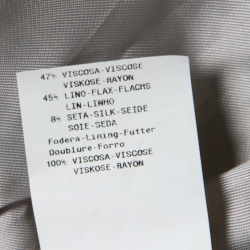 47% VISCOSA-VISCOSE
VISKOSE-RAYON
45% LINO-FLAX-FLACHS
LIN-LINHO
8% SETA-SILK-SEIDE
SOIE-SEDA
Fodera-Lining-Futter
Doublure-Forro
100% VISCOSA-VISCOSE
VISKOSE-RAYON